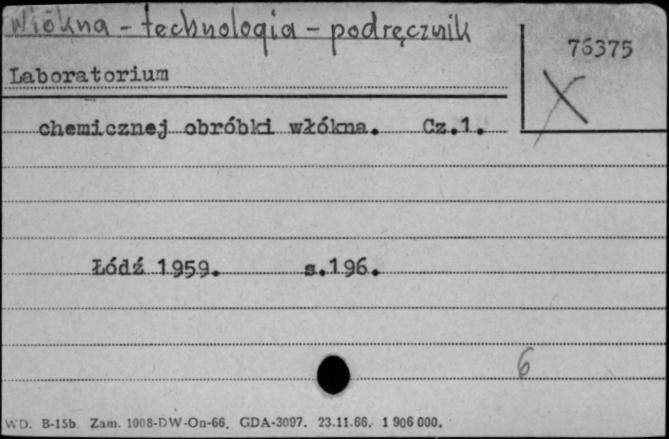 Włókna - technologia - podręcznik
76375
Laboratorium
chemicznej obróbki włókna. Cz.1.
Łódź 1959. s.196.
6
WD. B-15b Zam. 1008-DW-On-66. GDA-3097. 23.11.66. 1 906 000.